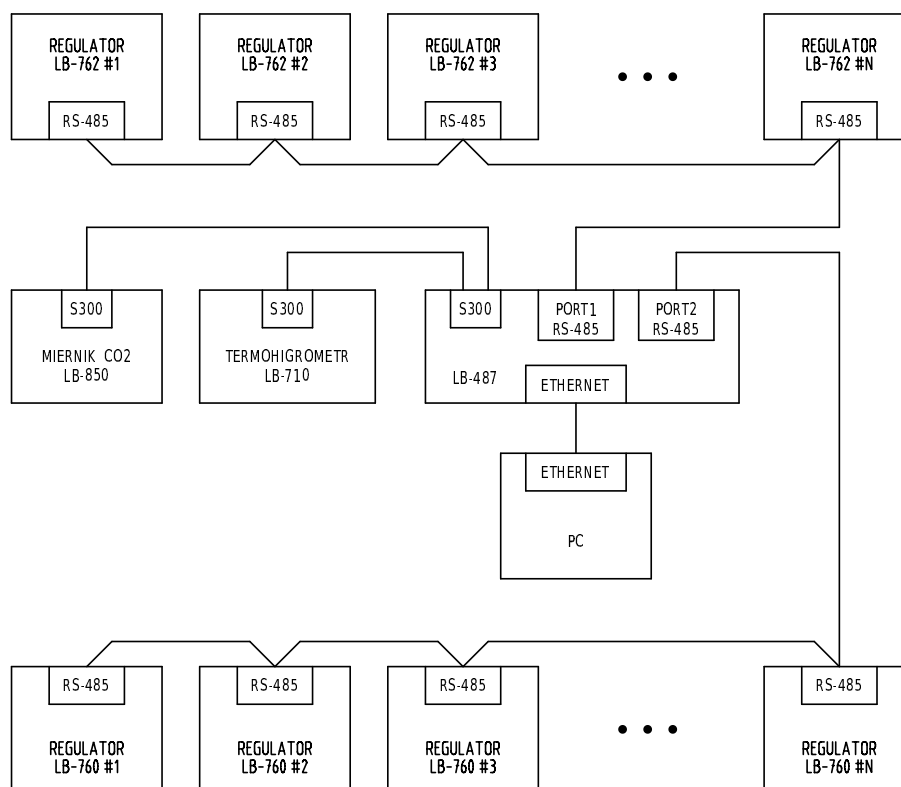 REGULATOR
LB-762 #1
RS-485
REGULATOR
LB-762 #2
RS-485
REGULATOR
LB-762 #3
RS-485
• • •
REGULATOR
LB-762 #N
RS-485
S300
MIERNIK CO2
LB-850
S300
TERMOHIGROMETR
LB-710
S300
PORT1
RS-485
PORT2
RS-485
LB-487
ETHERNET
ETHERNET
PC
RS-485
REGULATOR
LB-760 #1
RS-485
REGULATOR
LB-760 #2
RS-485
REGULATOR
LB-760 #3
• • •
RS-485
REGULATOR
LB-760 #N